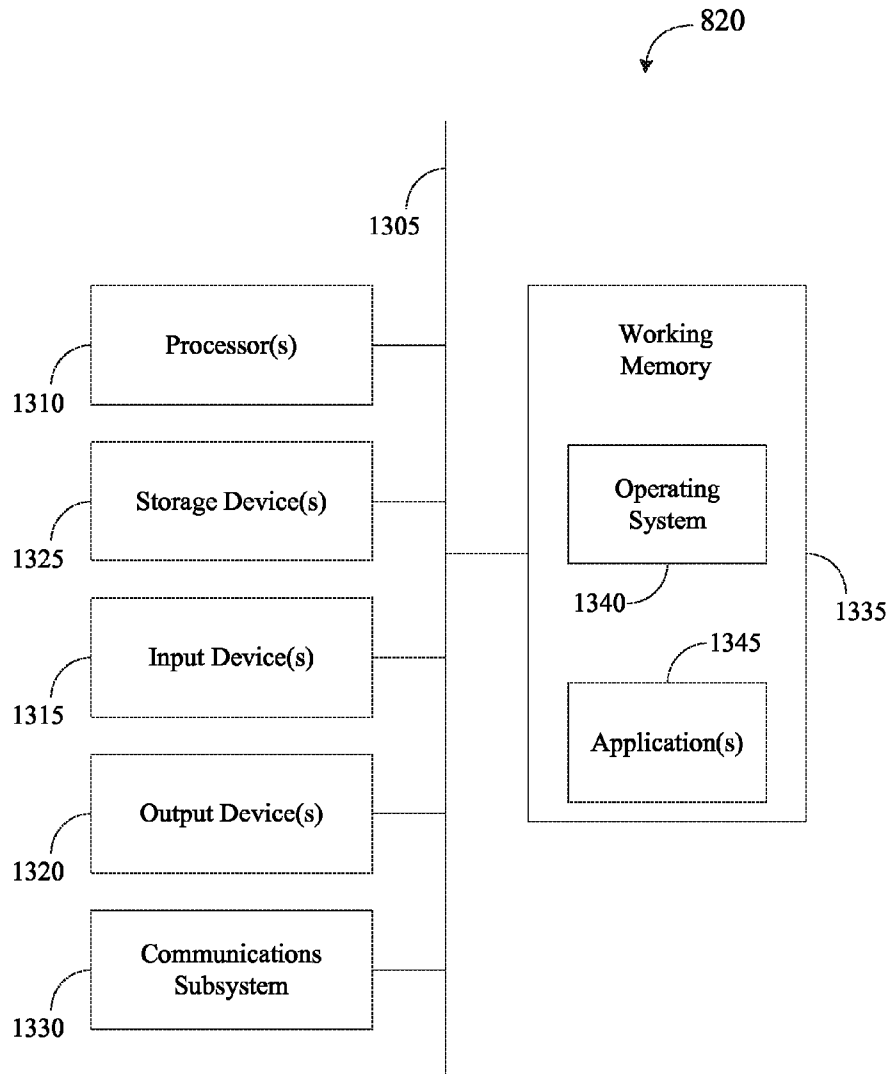 820
1305
Processor(s)
1310
Storage Device(s)
1325
Input Device(s)
1315
Output Device(s)
1320
Communications
Subsystem
1330
Working
Memory
Operating
System
1340
1335
1345
Application(s)